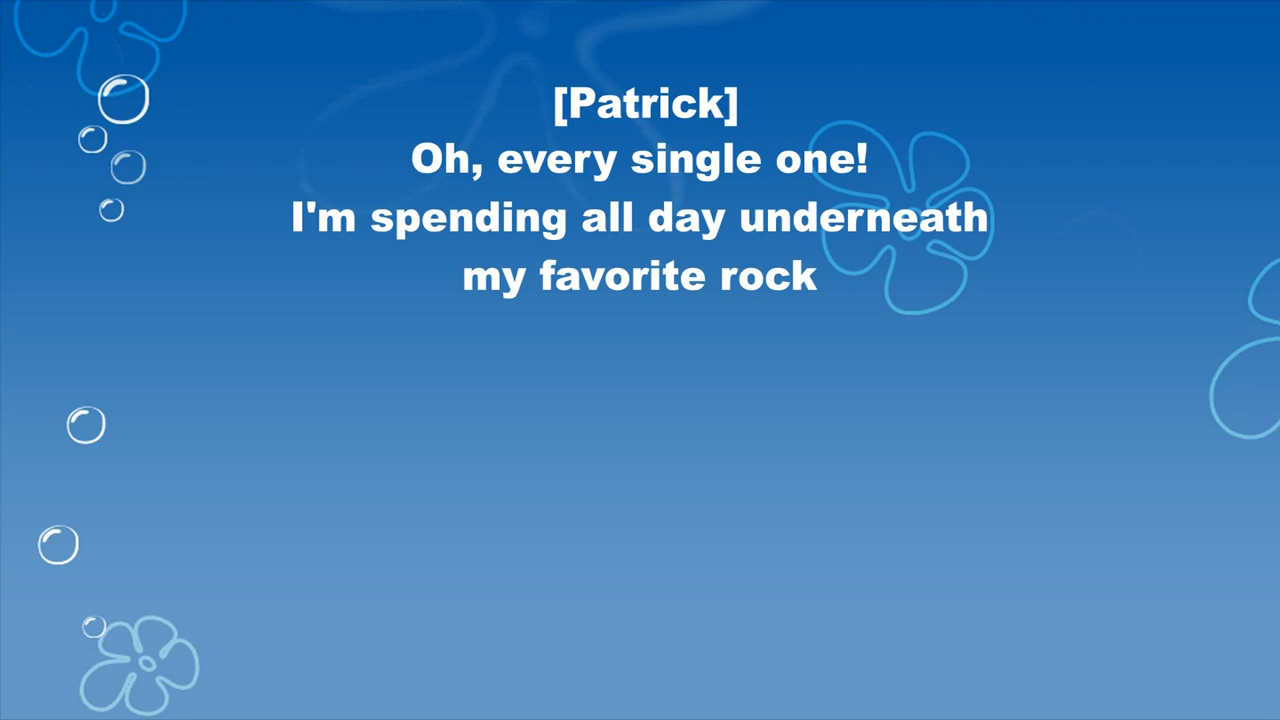 [Patrick]
Oh, every single one!
I'm spending all day underneath
my favorite rock